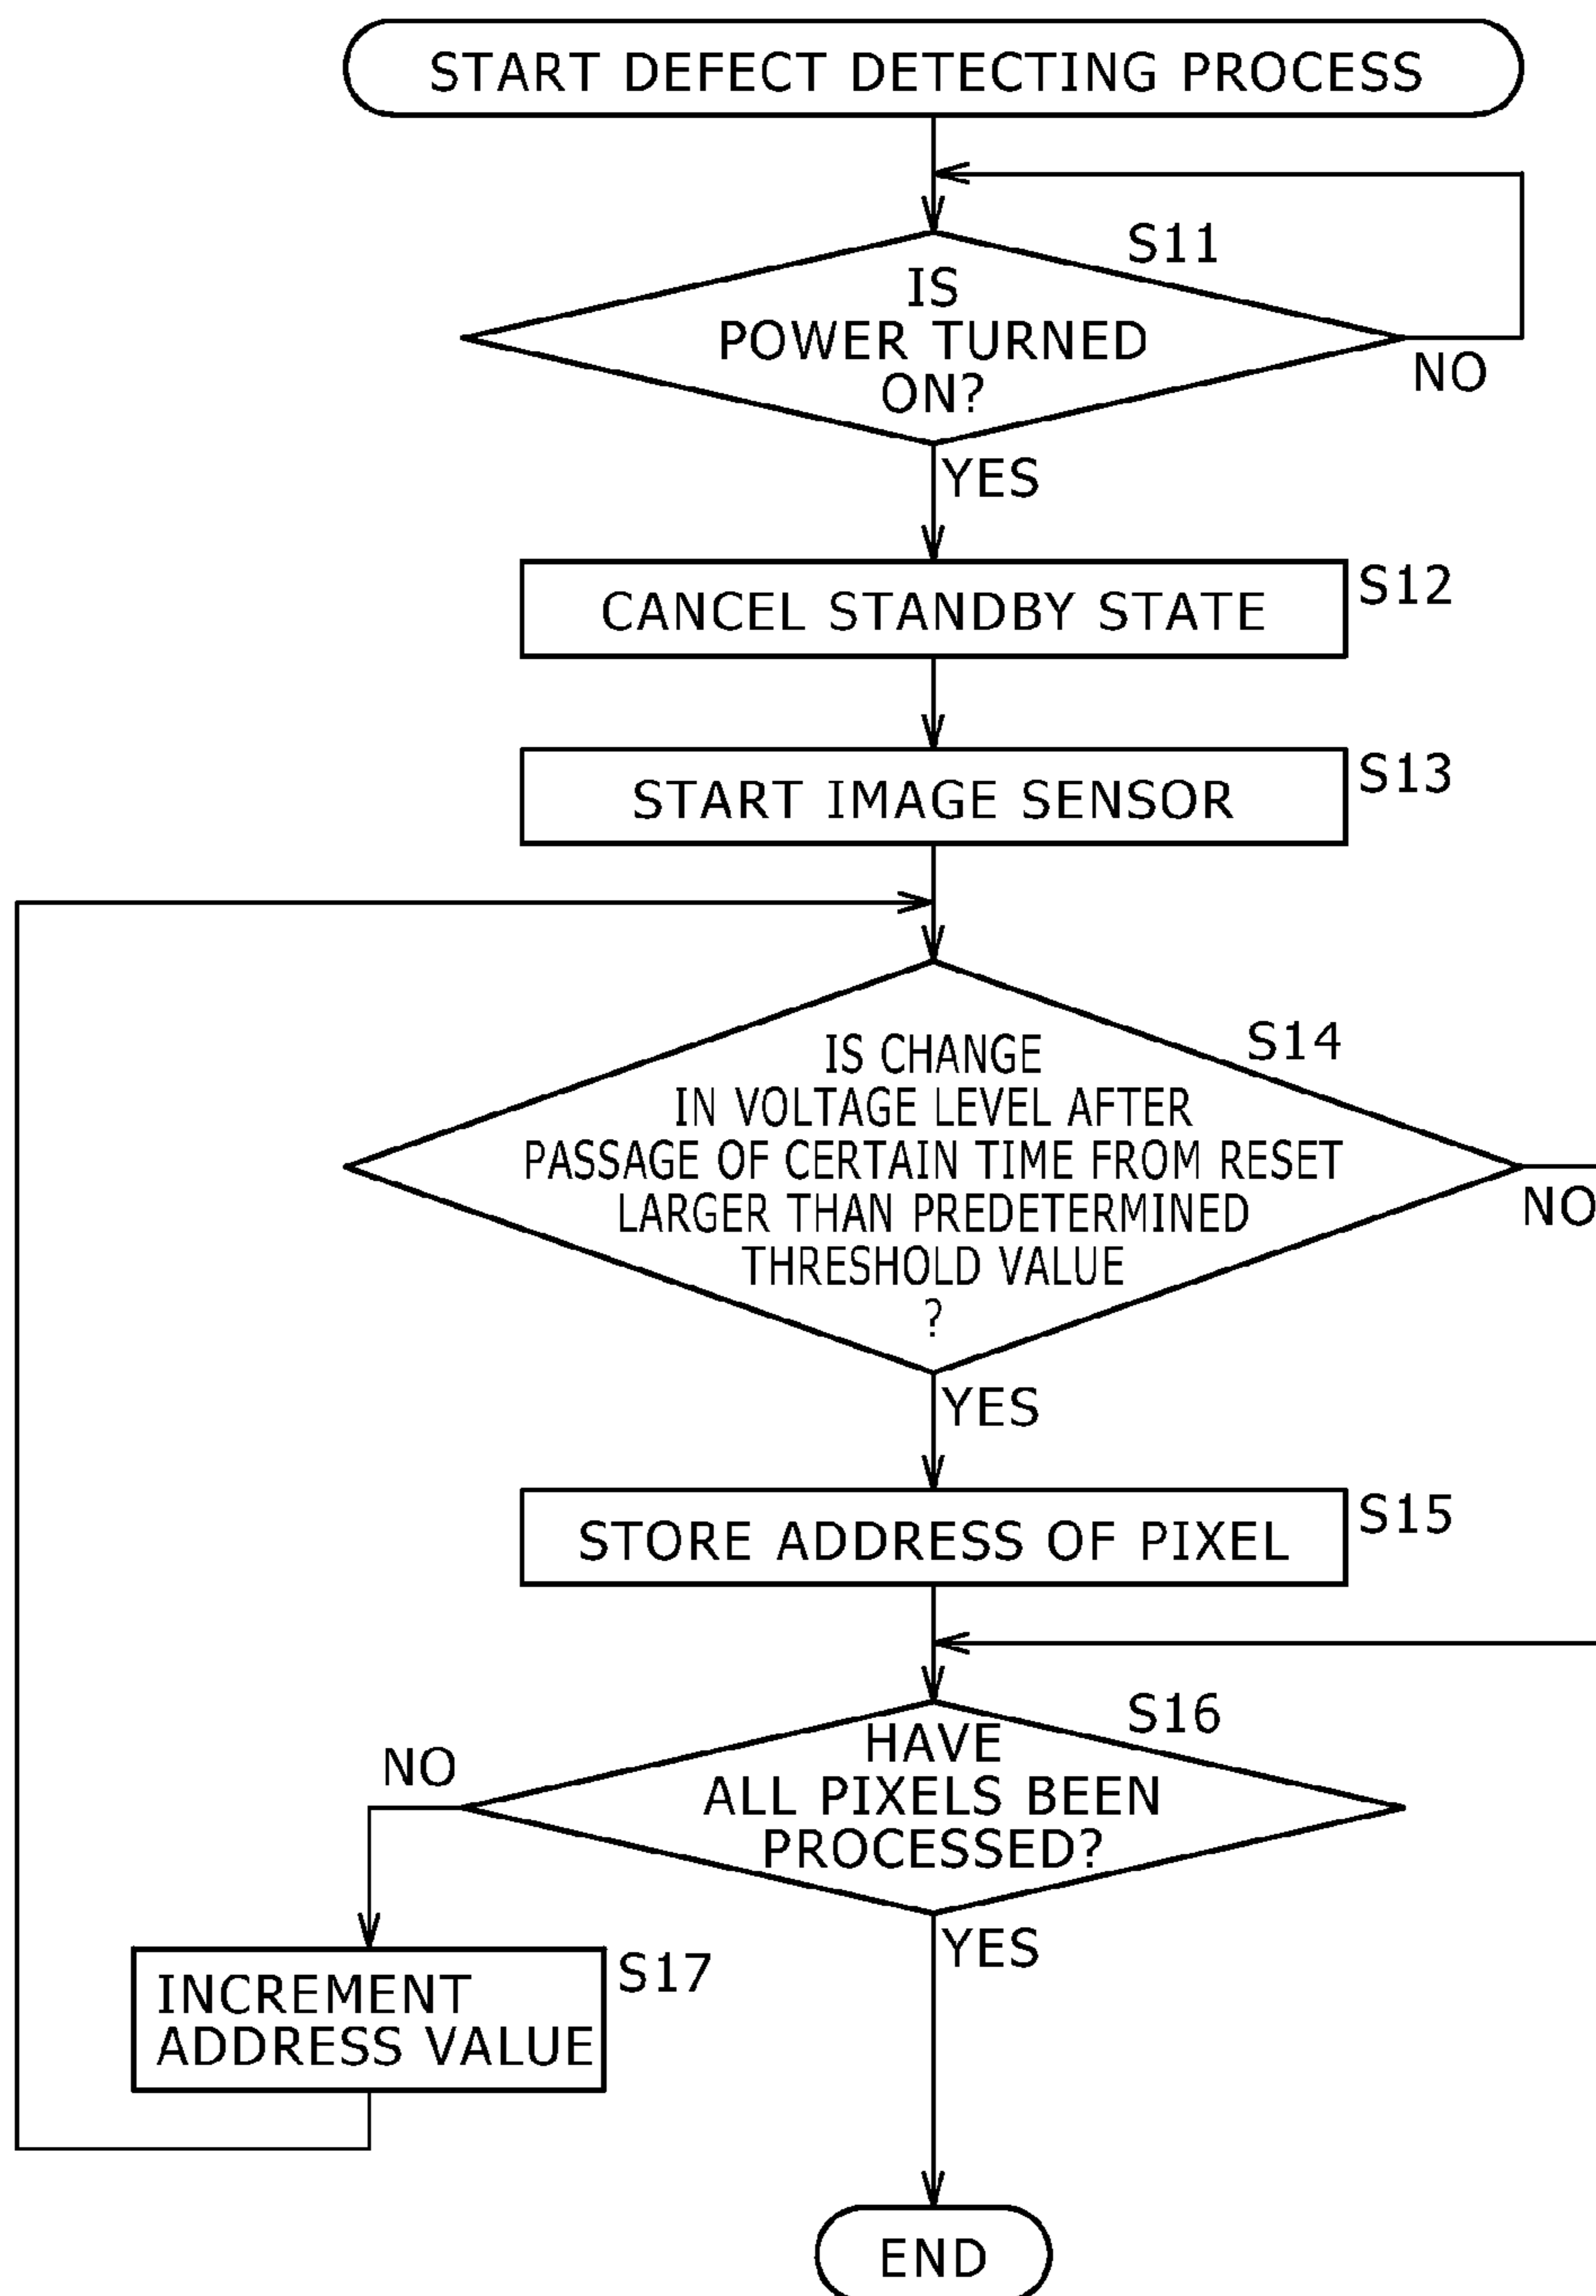 START DEFECT DETECTING PROCESS
S11
IS
POWER TURNED
ON?
NO
YES
CANCEL STANDBY STATE
S12
START IMAGE SENSOR
S13
S14
IS CHANGE
IN VOLTAGE LEVEL AFTER
PASSAGE OF CERTAIN TIME FROM RESET
LARGER THAN PREDETERMINED
THRESHOLD VALUE
?
NO
YES
STORE ADDRESS OF PIXEL
S15
S16
HAVE
ALL PIXELS BEEN
PROCESSED?
NO
YES
S17
INCREMENT
ADDRESS VALUE
END